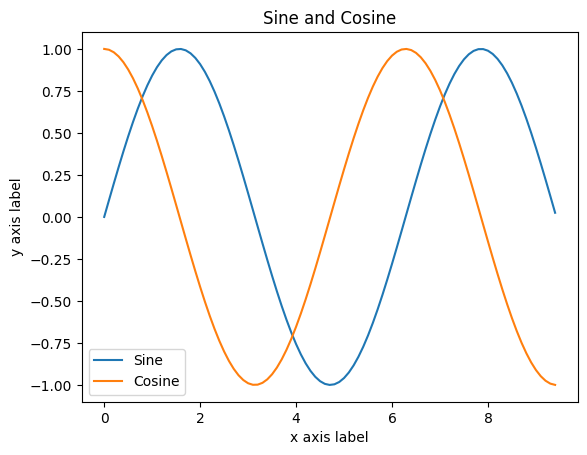 Sine and Cosine
1.00
0.75
0.50
0.25
0.00
−0.25
−0.50
−0.75
−1.00
y axis label
Sine
Cosine
0 2 4 6 8
x axis label